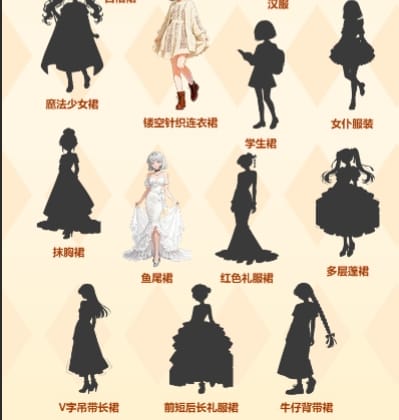 汉服
魔法少女裙
镂空针织连衣裙
女仆服装
学生裙
抹胸裙
鱼尾裙
红色礼服裙
多层蓬裙
V字吊带长裙
前短后长礼服裙
牛仔背带裙